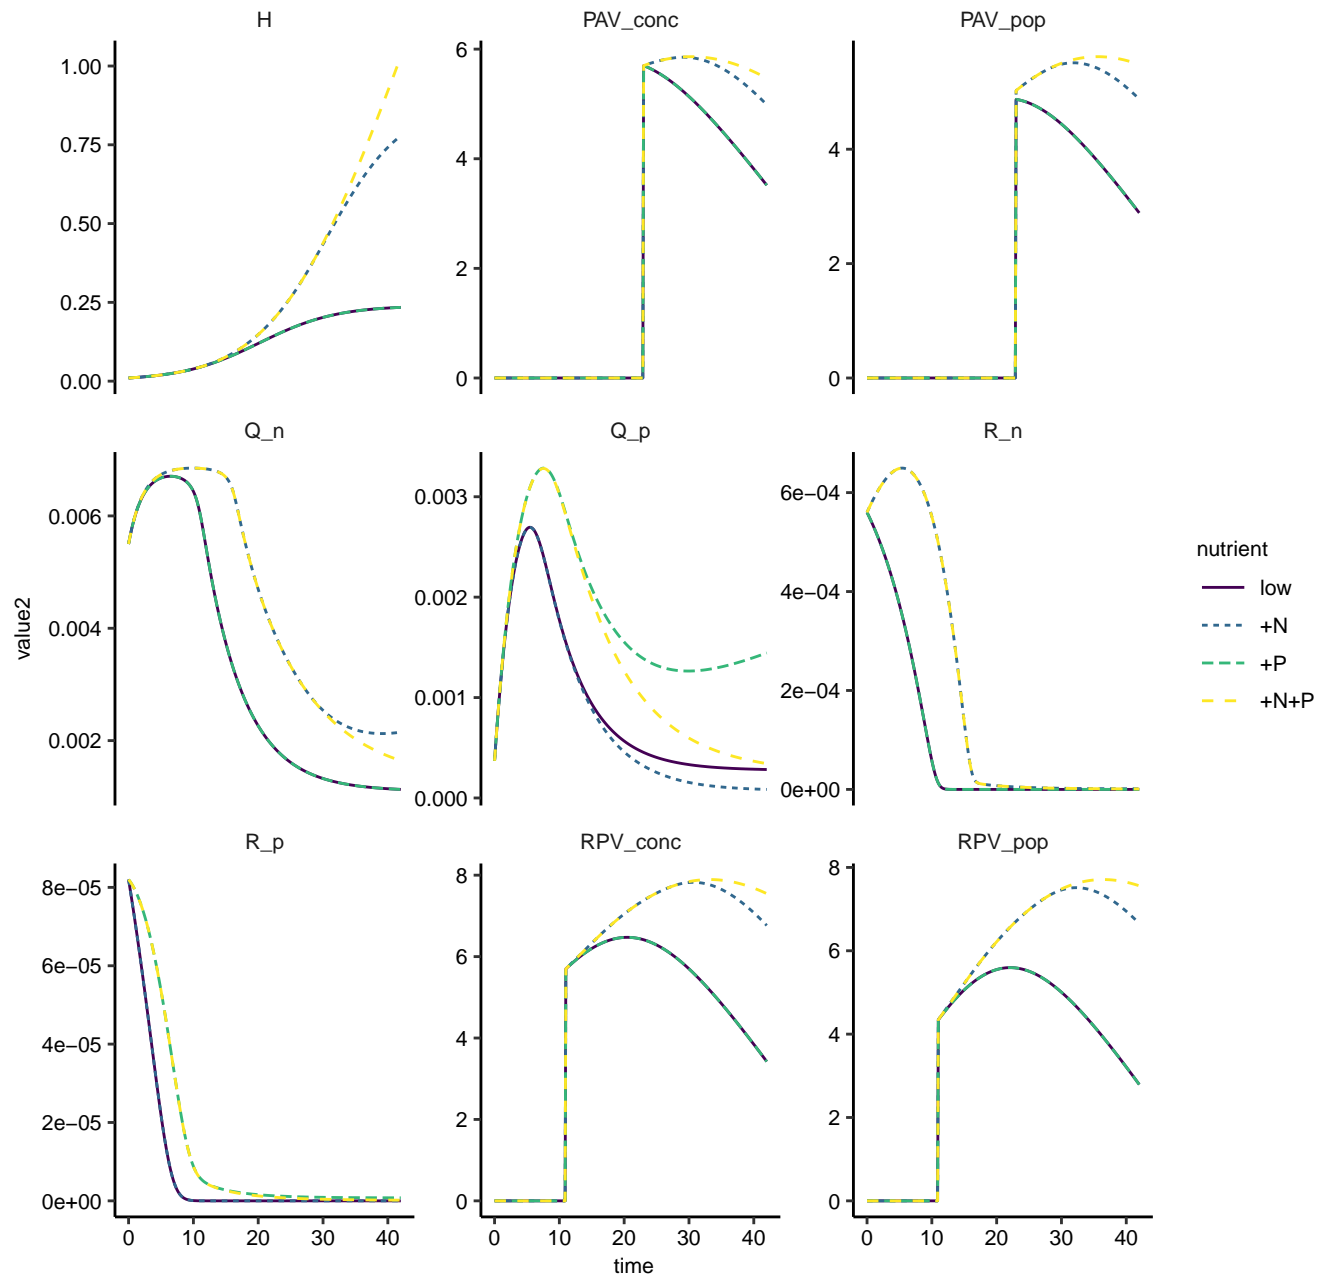 H
PAV_conc
PAV_pop
1.00
0.75
0.50
0.25
0.00
6
4
2
0
4
2
0
Q_n
Q_p
R_n
0.006
0.004
0.002
0.003
0.002
0.001
0.000
6e−04
4e−04
2e−04
0e+00
value2
nutrient
low
+N
+P
+N+P
R_p
RPV_conc
RPV_pop
8e−05
6e−05
4e−05
2e−05
0e+00
8
6
4
2
0
8
6
4
2
0
0 10 20 30 40
0 10 20 30 40
0 10 20 30 40
time